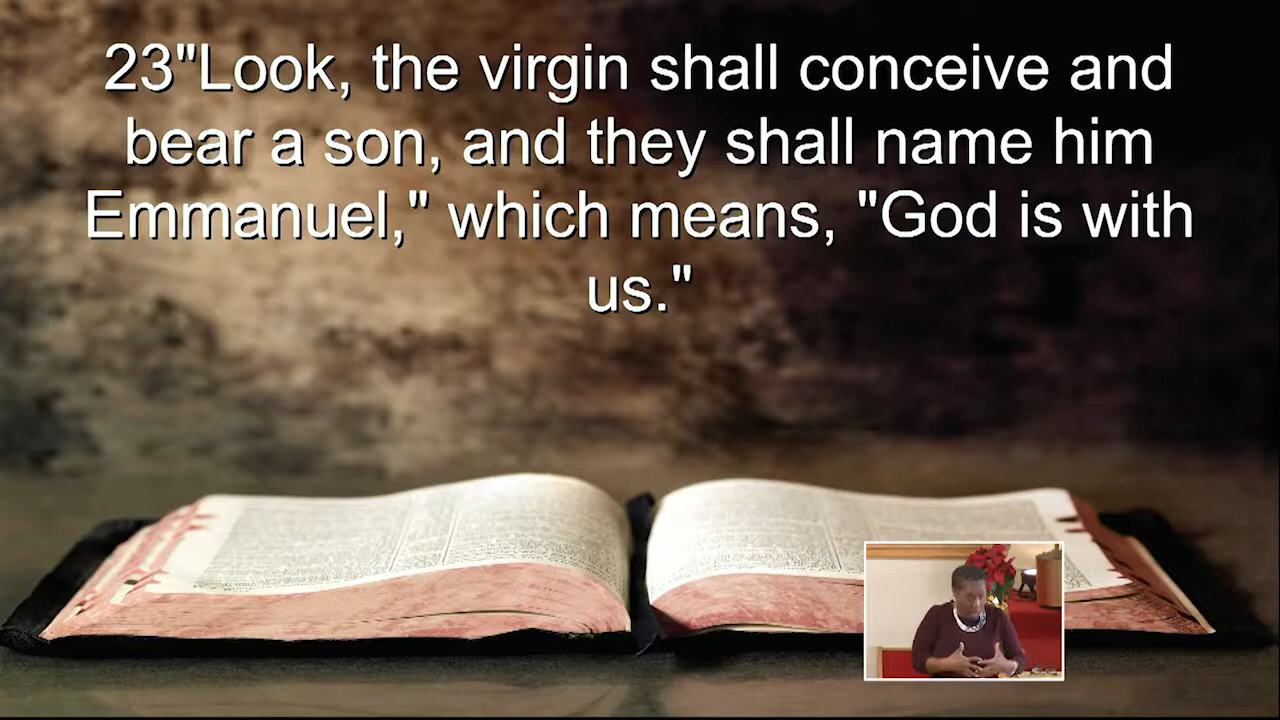 23"Look, the virgin shall conceive and
bear a son, and they shall name him
Emmanuel," which means, "God is with
us."